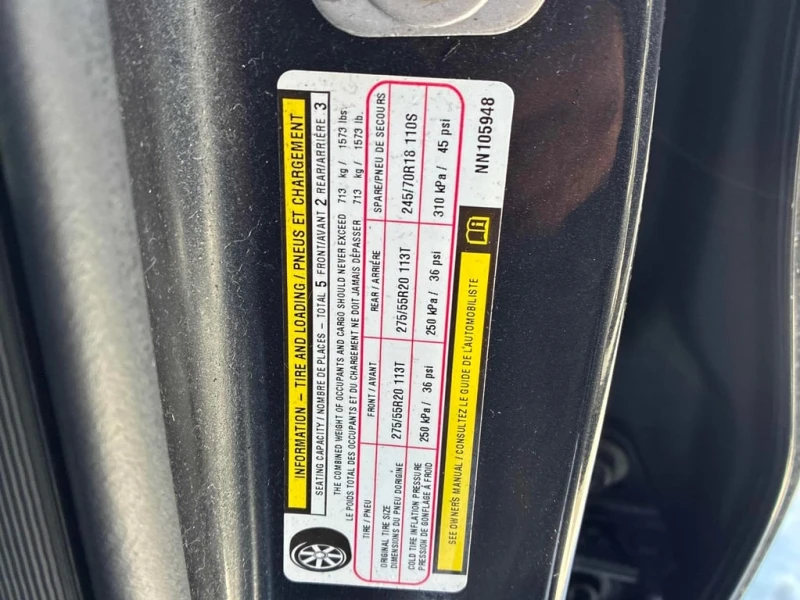 INFORMATION – TIRE AND LOADING / PNEUS ET CHARGEMENT
SEATING CAPACITY / NOMBRE DE PLACES – TOTAL 5 FRONT/AVANT 2 REAR/ARRIÈRE 3
THE COMBINED WEIGHT OF OCCUPANTS AND CARGO SHOULD NEVER EXCEED 713 kg / 1573 lbs.
LE POIDS TOTAL DES OCCUPANTS ET DU CHARGEMENT NE DOIT JAMAIS DÉPASSER 713 kg / 1573 lb.
TIRE / PNEU FRONT / AVANT REAR / ARRIÈRE SPARE/PNEU DE SECOURS
ORIGINAL TIRE SIZE
DIMENSIONS DU PNEU DORIGINE 275/55R20 113T 275/55R20 113T 245/70R18 110S
COLD TIRE INFLATION PRESSURE
PRESSION DE GONFLAGE À FROID 250 kPa / 36 psi 250 kPa / 36 psi 310 kPa / 45 psi
SEE OWNER'S MANUAL / CONSULTEZ LE GUIDE DE L'AUTOMOBILISTE
NN105948